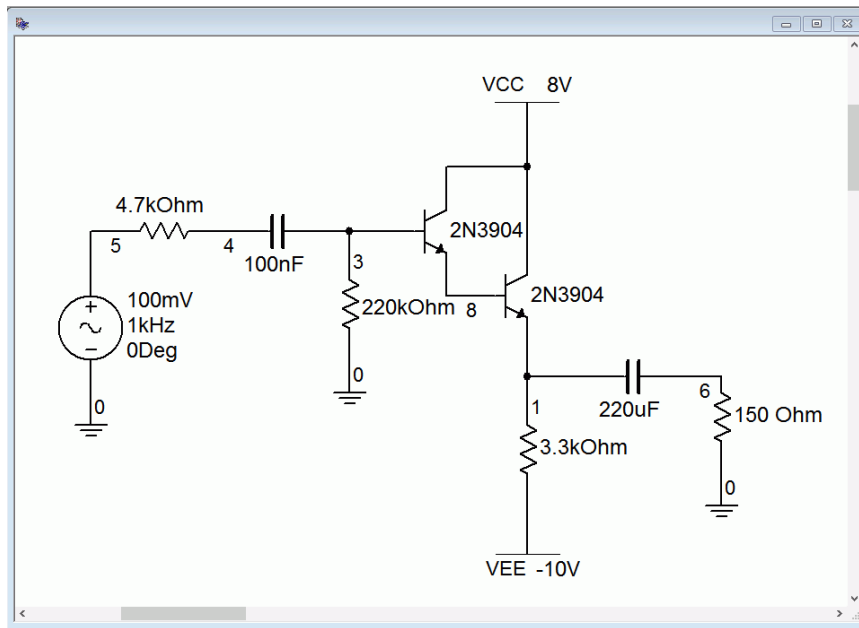 VCC 8V
4.7kOhm
5
4
100nF
3
2N3904
100mV
1kHz
0Deg
220kOhm
8
2N3904
0
0
1
220uF
6
150 Ohm
3.3kOhm
0
VEE -10V